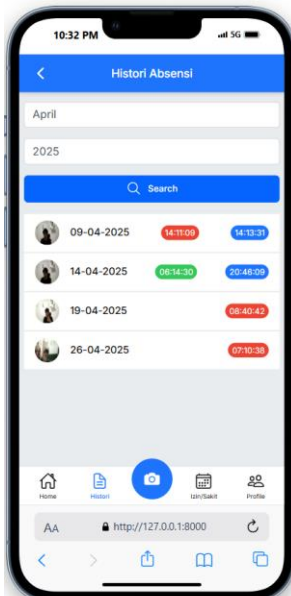 10:32 PM 5G
Histori Absensi
April
2025
Search
09-04-2025 14:11:09 14:13:31
14-04-2025 06:14:30 20:46:09
19-04-2025 08:40:42
26-04-2025 07:10:38
Home Histori Izin/Sakit Profile
AA http://127.0.0.1:8000